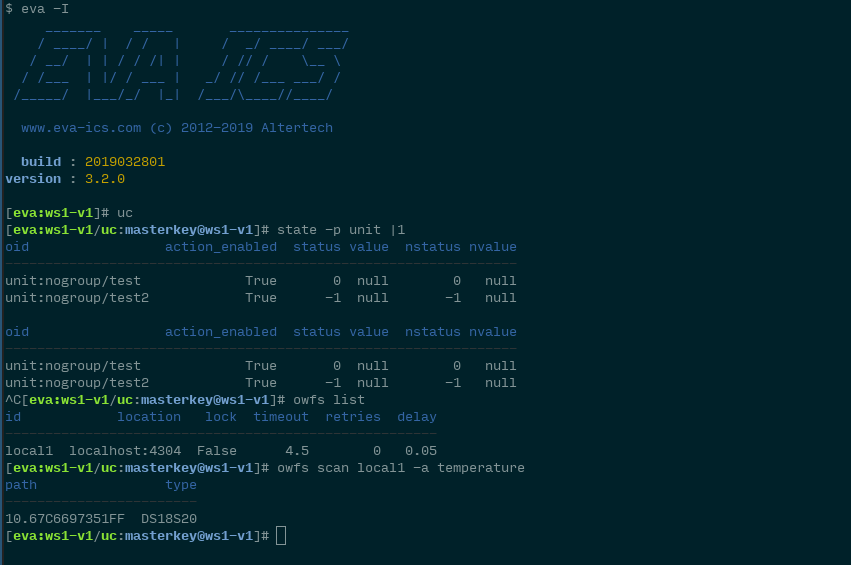 $ eva -I
EVA ICS
www.eva-ics.com (c) 2012-2019 Altertech
build : 2019032801
version : 3.2.0
[eva:ws1-v1]# uc
[eva:ws1-v1/uc:masterkey@ws1-v1]# state -p unit |1
oid action_enabled status value nstatus nvalue
unit:nogroup/test True 0 null 0 null
unit:nogroup/test2 True -1 null -1 null
oid action_enabled status value nstatus nvalue
unit:nogroup/test True 0 null 0 null
unit:nogroup/test2 True -1 null -1 null
^C[eva:ws1-v1/uc:masterkey@ws1-v1]# owfs list
id location lock timeout retries delay
local1 localhost:4304 False 4.5 0 0.05
[eva:ws1-v1/uc:masterkey@ws1-v1]# owfs scan local1 -a temperature
path type
10.67C6697351FF DS18S20
[eva:ws1-v1/uc:masterkey@ws1-v1]#